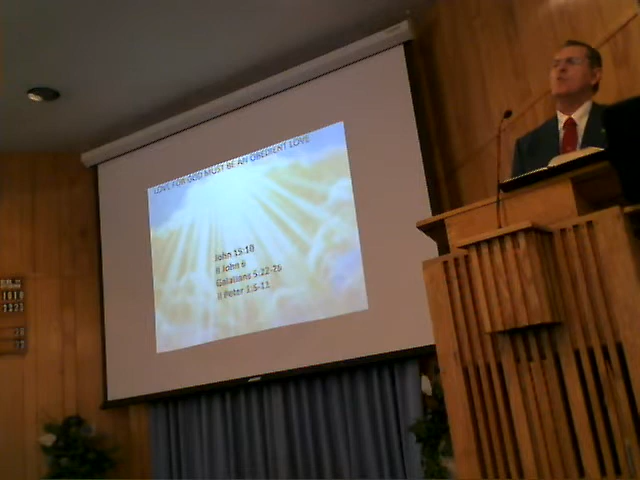 LOVE FOR GOD MUST BE AN OBEDIENT LOVE
John 15:10
II John 6
Galatians 5:22-26
II Peter 1:5-11